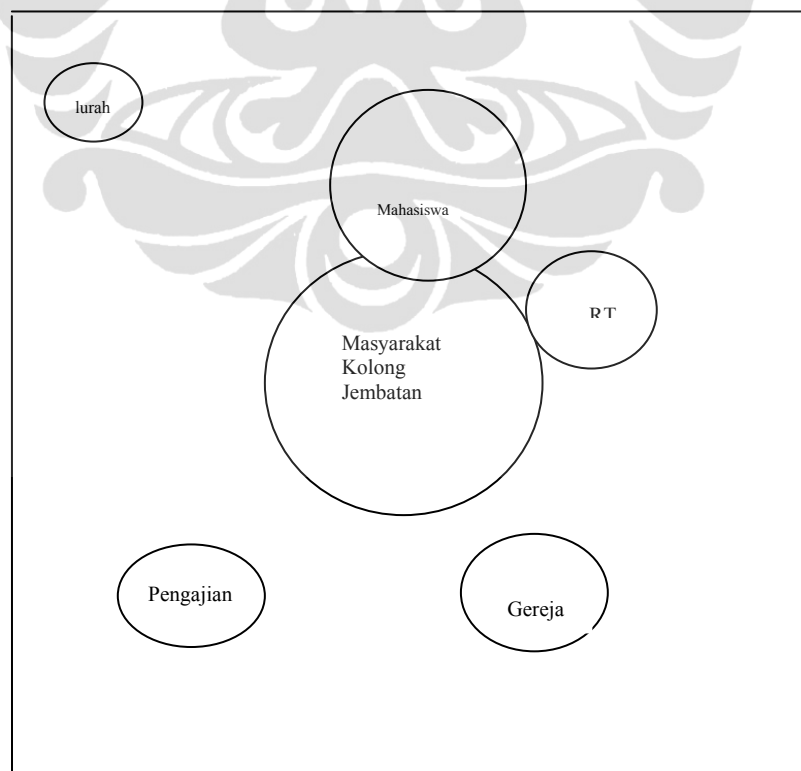 lurah
Mahasiswa
RT
Masyarakat
Kolong
Jembatan
Pengajian
Gereja